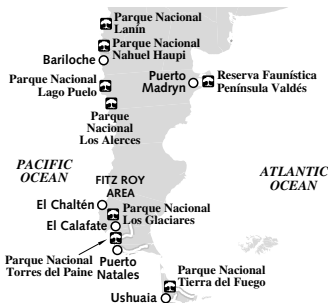 Parque Nacional
Lanín
Parque Nacional
Nahuel Haupi
Bariloche
Parque Nacional
Lago Puelo
Puerto
Madryn
Reserva Faunística
Península Valdés
Parque
Nacional
Los Alerces
PACIFIC
OCEAN
ATLANTIC
OCEAN
FITZ ROY
AREA
El Chaltén
Parque Nacional
Los Glaciares
El Calafate
Parque Nacional
Torres del Paine
Puerto
Natales
Parque Nacional
Tierra del Fuego
Ushuaia